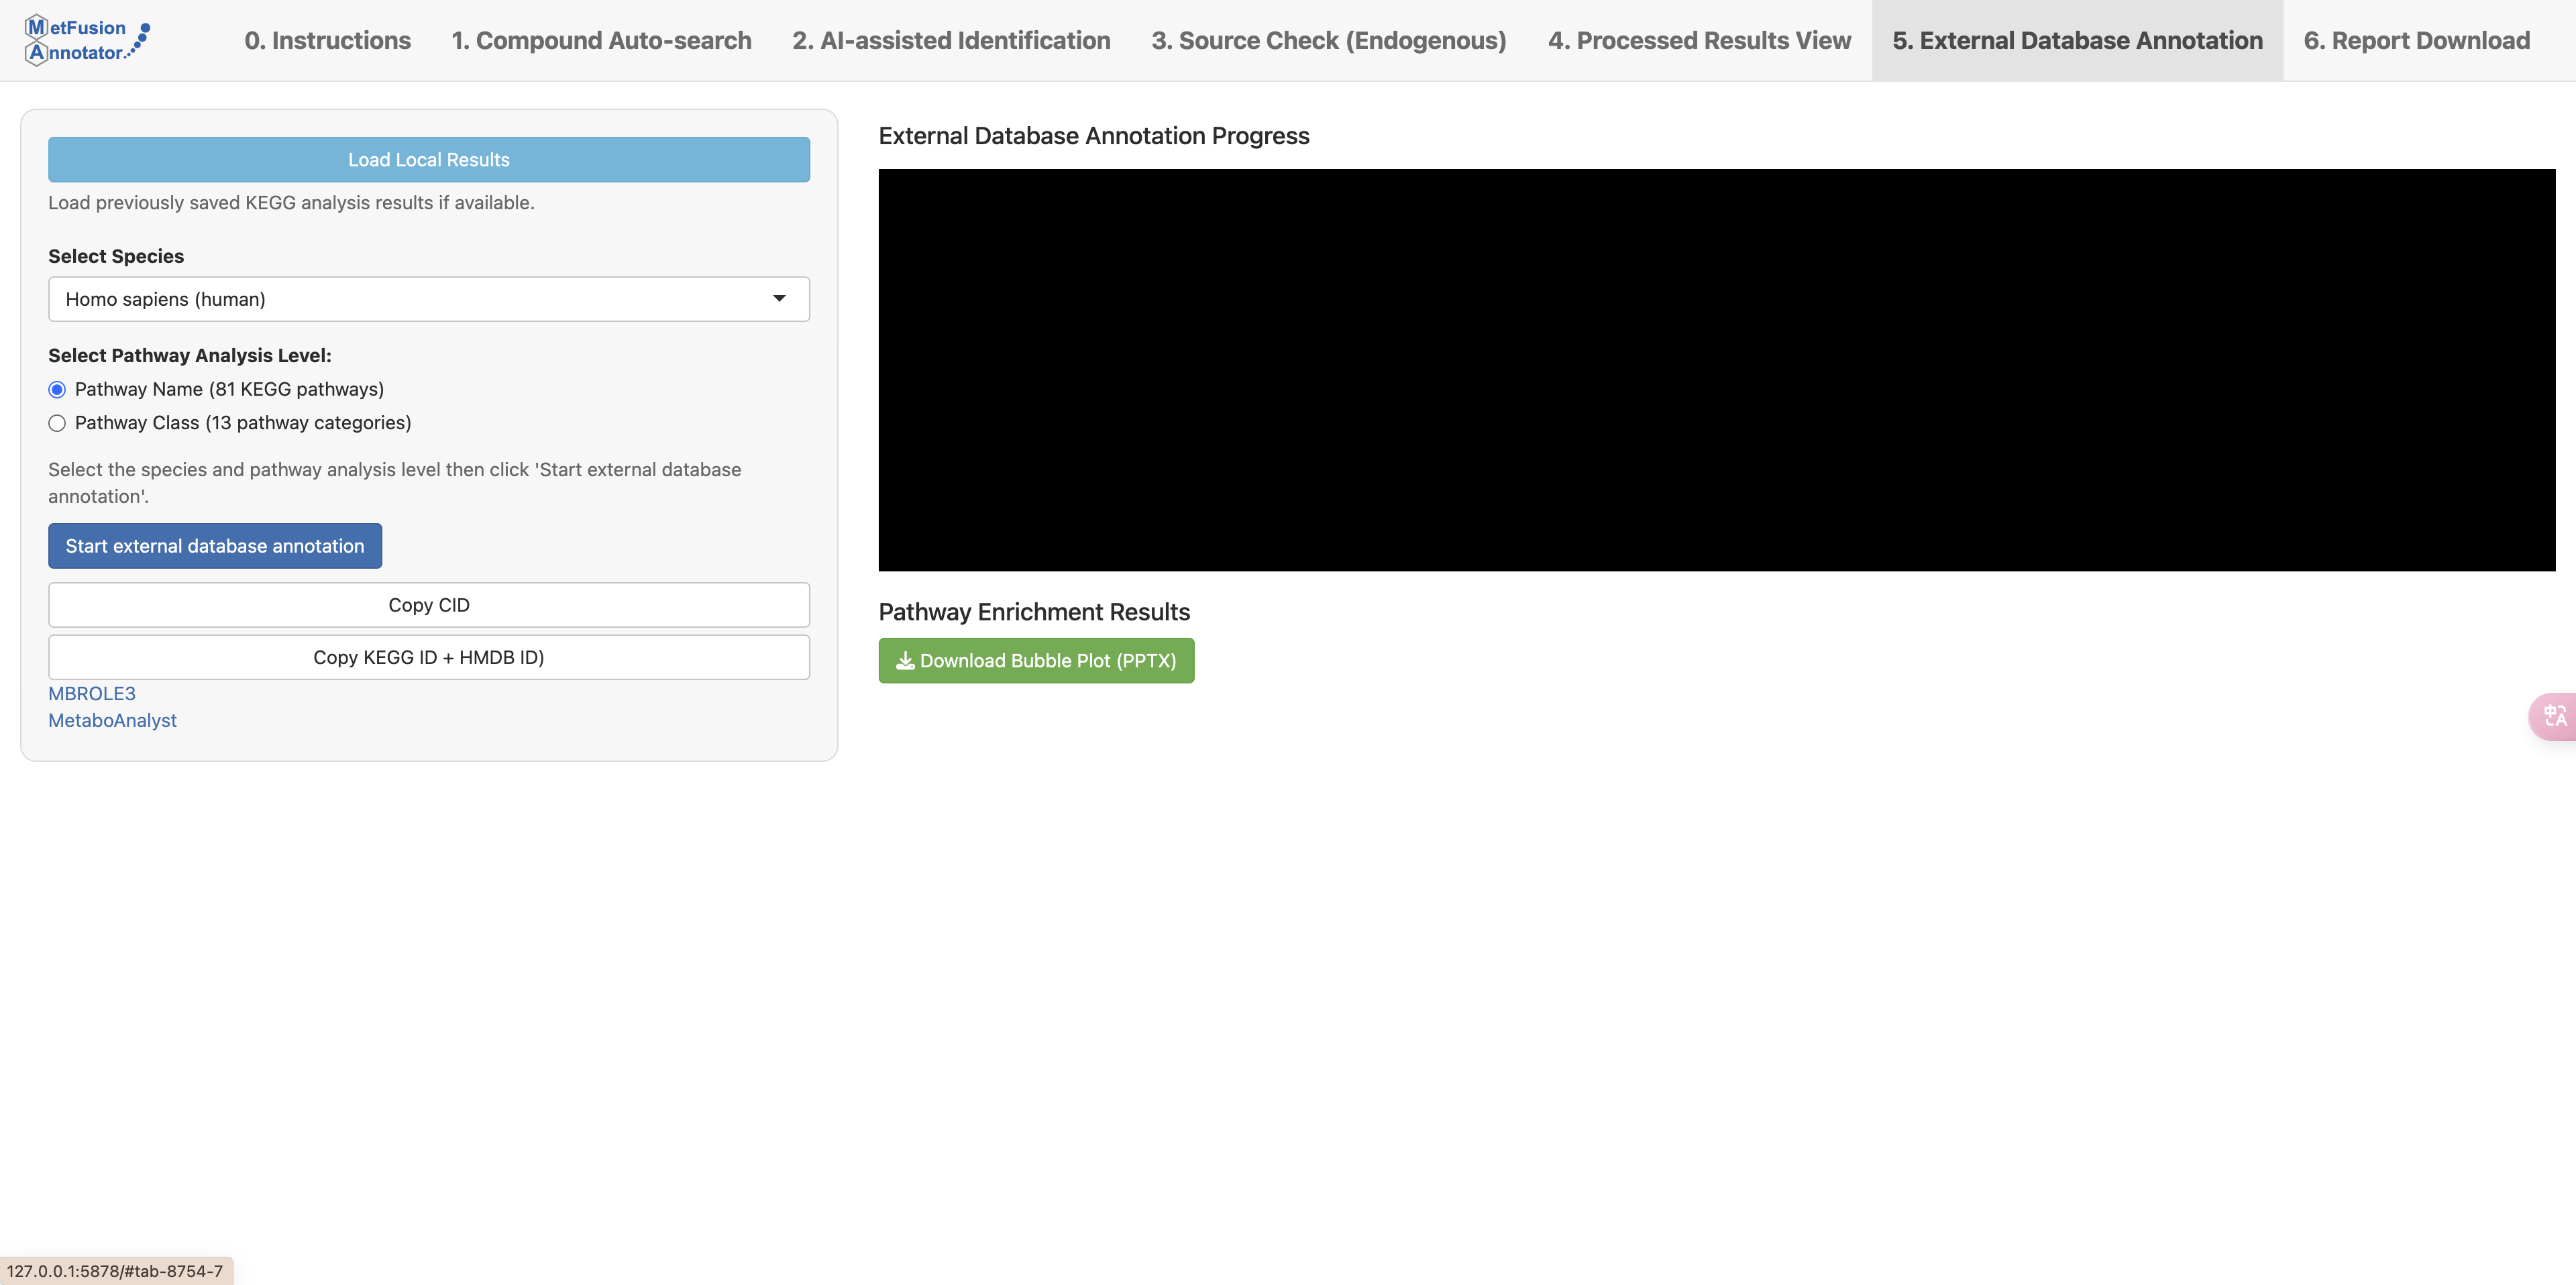 MetFusion
Annotator
0. Instructions
1. Compound Auto-search
2. AI-assisted Identification
3. Source Check (Endogenous)
4. Processed Results View
5. External Database Annotation
6. Report Download
Load Local Results
Load previously saved KEGG analysis results if available.
Select Species
Homo sapiens (human)
Select Pathway Analysis Level:
Pathway Name (81 KEGG pathways)
Pathway Class (13 pathway categories)
Select the species and pathway analysis level then click 'Start external database
annotation'.
Start external database annotation
Copy CID
Copy KEGG ID + HMDB ID)
MBROLE3
MetaboAnalyst
External Database Annotation Progress
Pathway Enrichment Results
Download Bubble Plot (PPTX)
中A
127.0.0.1:5878/#tab-8754-7